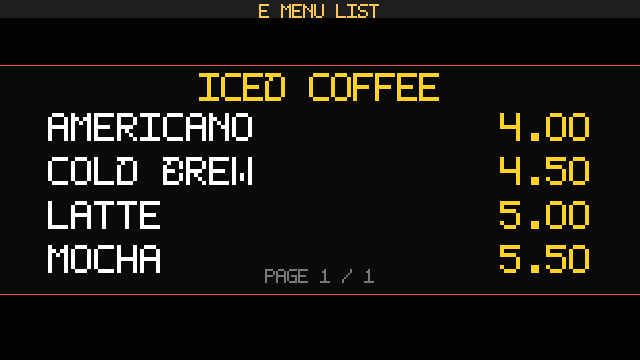 E MENU LIST
ICED COFFEE
AMERICANO 4.00
COLD BREW 4.50
LATTE 5.00
MOCHA 5.50
PAGE 1 / 1